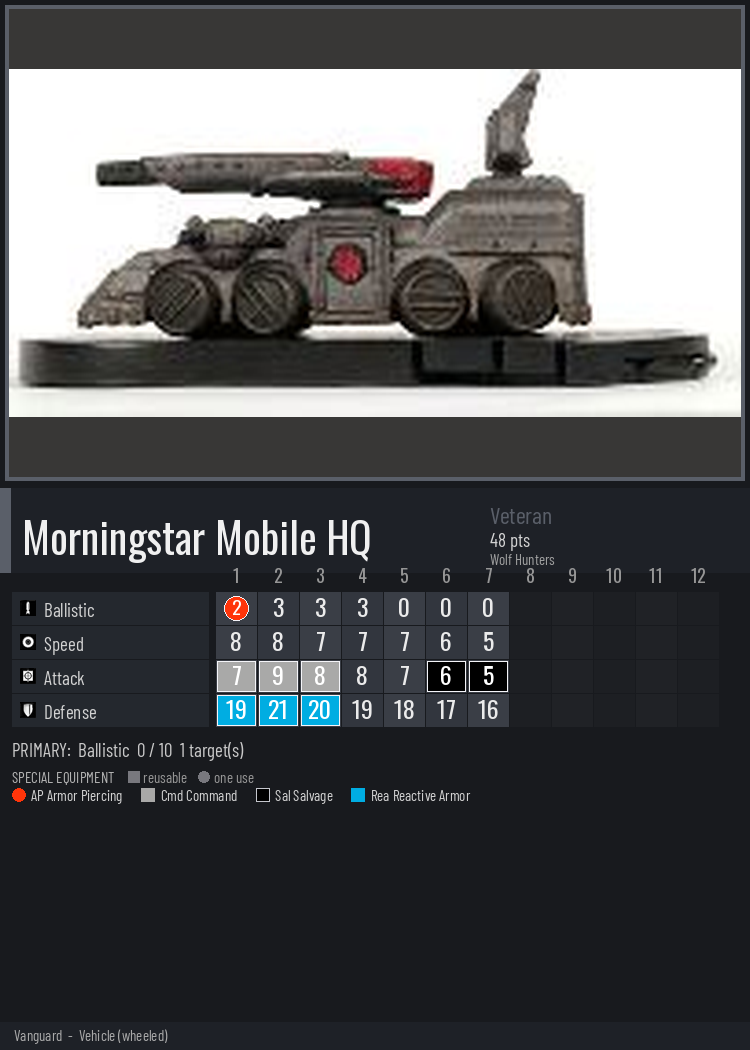 Morningstar Mobile HQ
Veteran
48 pts
Wolf Hunters
1 2 3 4 5 6 7 8 9 10 11 12
Ballistic 2 3 3 3 0 0 0
Speed 8 8 7 7 7 6 5
Attack 7 9 8 8 7 6 5
Defense 19 21 20 19 18 17 16
PRIMARY: Ballistic 0 / 10 1 target(s)
SPECIAL EQUIPMENT reusable one use
AP Armor Piercing Cmd Command Sal Salvage Rea Reactive Armor
Vanguard - Vehicle (wheeled)